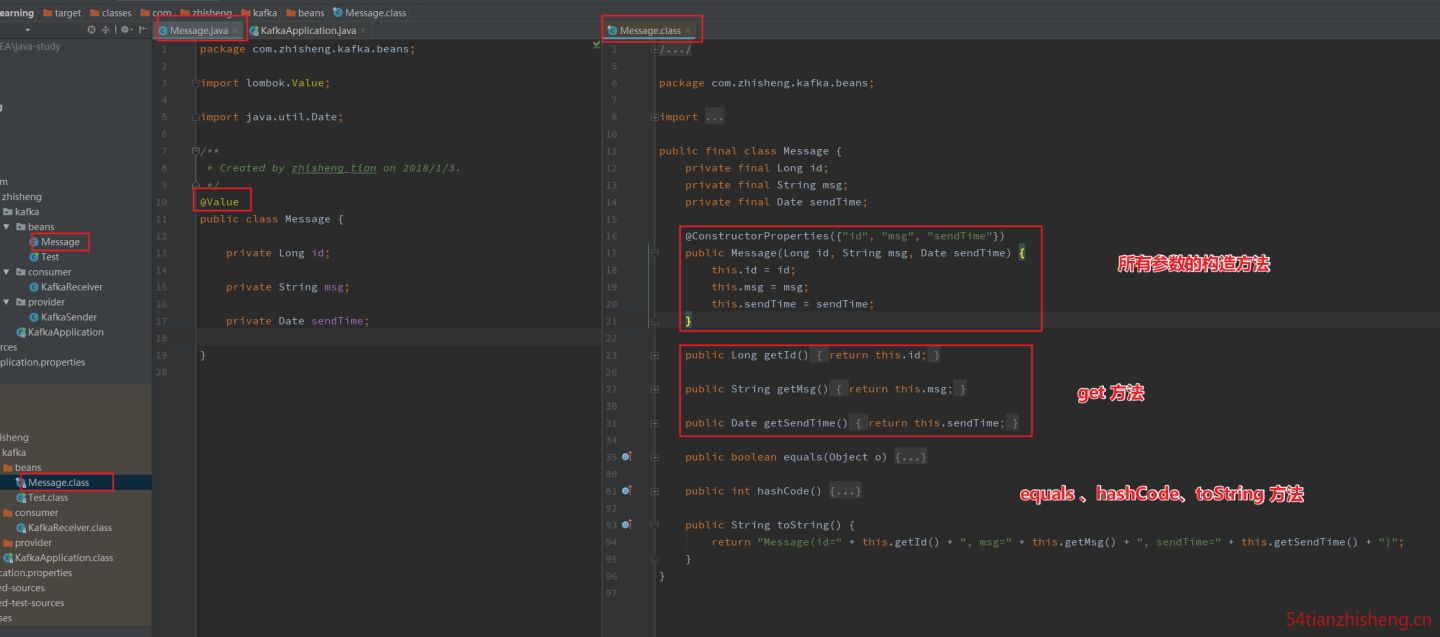 earning target classes com zhisheng kafka beans Message.class
EA\java-study
m
zhisheng
kafka
beans
Message
Test
consumer
KafkaReceiver
provider
KafkaSender
KafkaApplication
rces
plication.properties
hisheng
kafka
beans
Message.class
Test.class
consumer
KafkaReceiver.class
provider
KafkaApplication.class
cation.properties
ed-sources
ed-test-sources
ses
Message.java × KafkaApplication.java ×
1 package com.zhisheng.kafka.beans;
2
3 import lombok.Value;
4
5 import java.util.Date;
6
7 /**
8 * Created by zhisheng_tian on 2018/1/3.
9 */
10 @Value
11 public class Message {
12
13 private Long id;
14
15 private String msg;
16
17 private Date sendTime;
18
19 }
20
Message.class ×
1 /.../
5
6 package com.zhisheng.kafka.beans;
7
8 import ...
10
11 public final class Message {
12 private final Long id;
13 private final String msg;
14 private final Date sendTime;
15
16 @ConstructorProperties({"id", "msg", "sendTime"})
17 public Message(Long id, String msg, Date sendTime) {
18 this.id = id;
19 this.msg = msg;
20 this.sendTime = sendTime;
21 }
22
所有参数的构造方法
23 public Long getId() { return this.id; }
26
27 public String getMsg() { return this.msg; }
30
31 public Date getSendTime() { return this.sendTime; }
34
get 方法
35 public boolean equals(Object o) {...}
80
81 public int hashCode() {...}
92
equals 、hashCode、toString 方法
93 public String toString() {
94 return "Message(id=" + this.getId() + ", msg=" + this.getMsg() + ", sendTime=" + this.getSendTime() + ")";
95 }
96 }
97
54tianzhisheng.cn